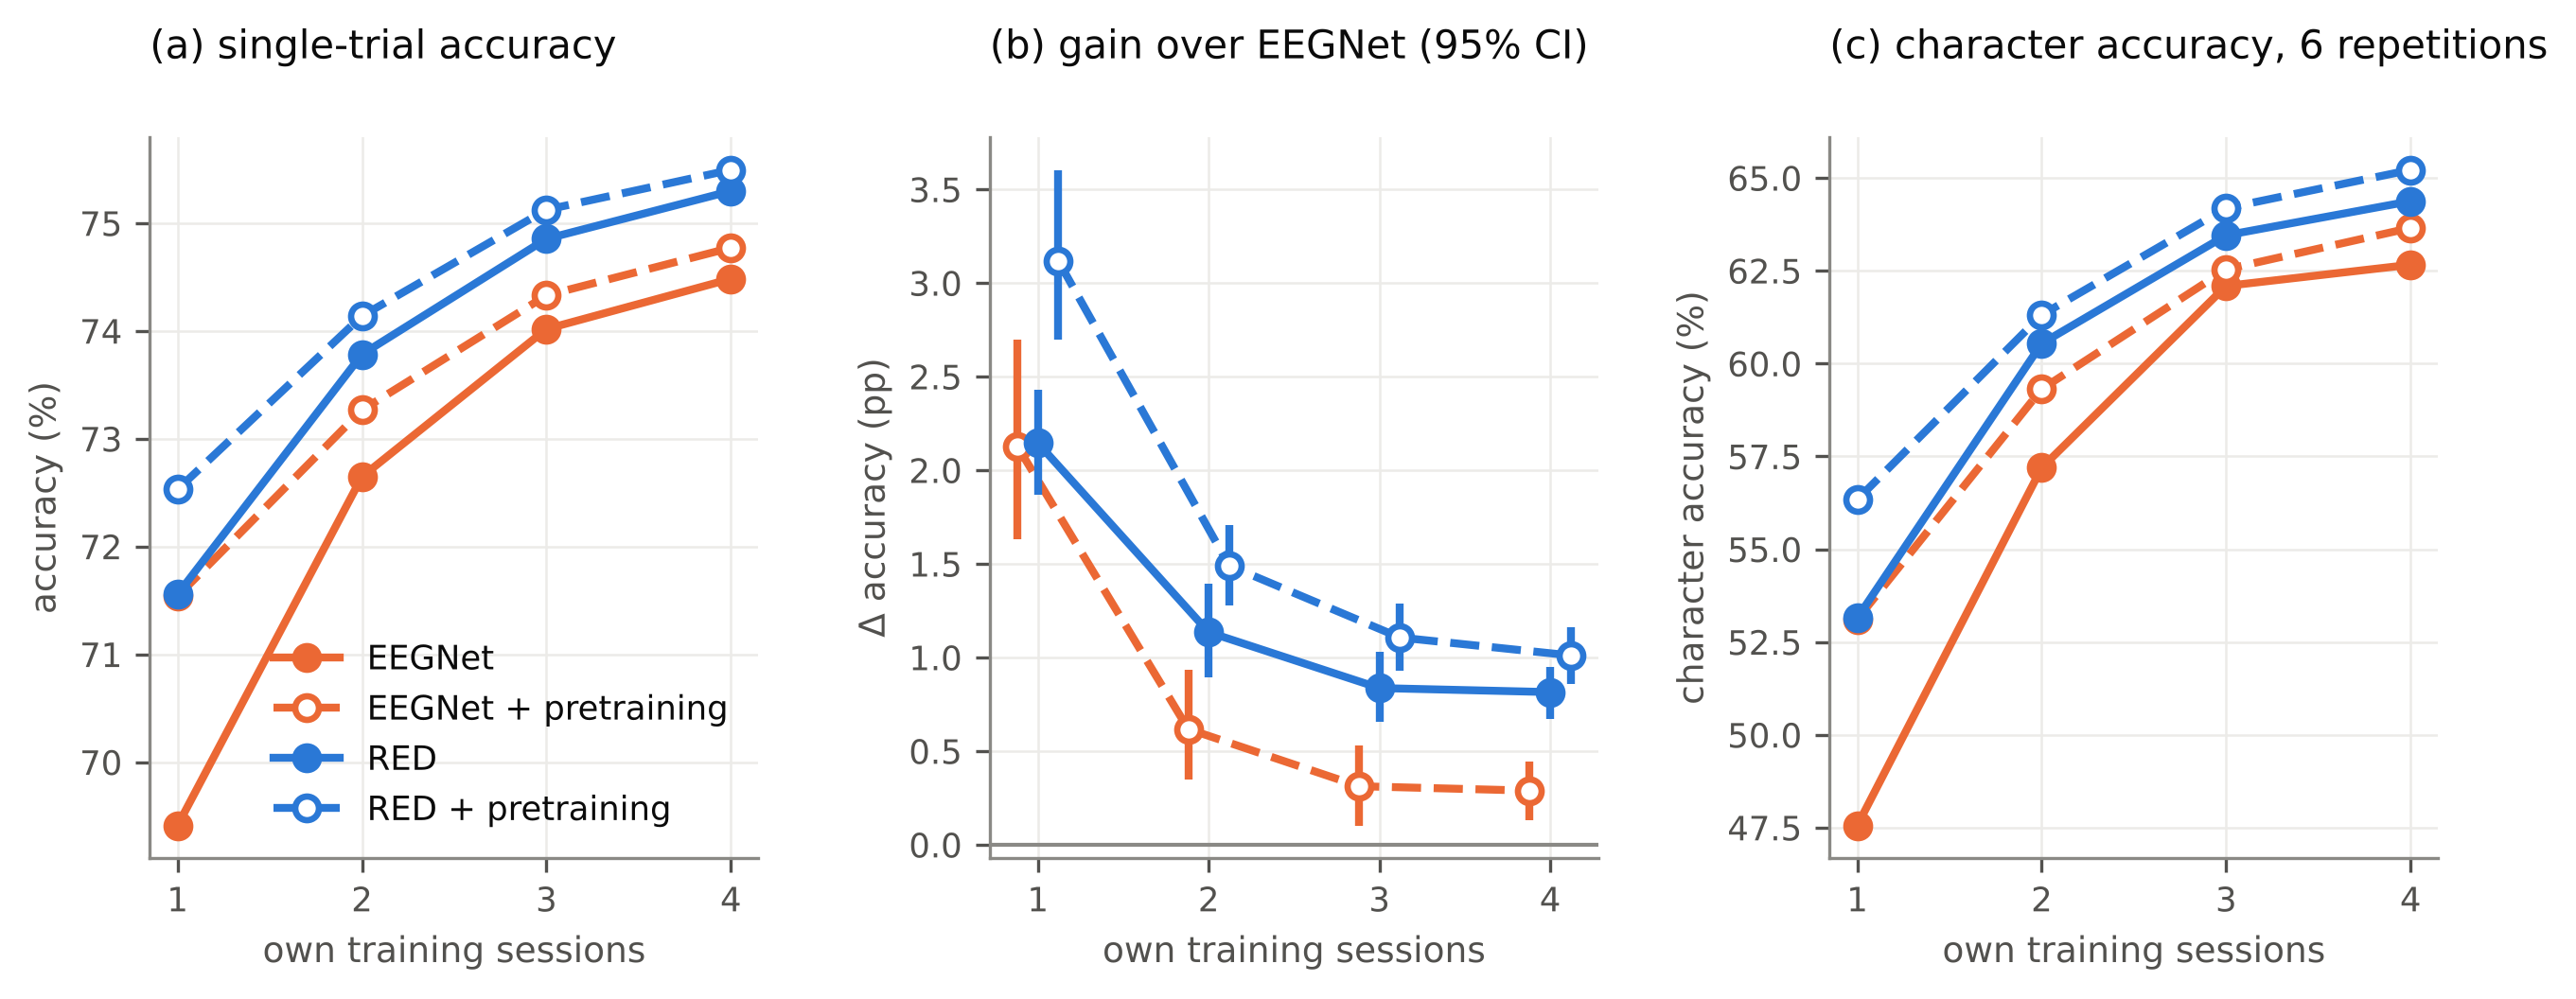 (a) single-trial accuracy
accuracy (%)
75
74
73
72
71
70
EEGNet
EEGNet + pretraining
RED
RED + pretraining
1 2 3 4
own training sessions
(b) gain over EEGNet (95% CI)
Δ accuracy (pp)
3.5
3.0
2.5
2.0
1.5
1.0
0.5
0.0
1 2 3 4
own training sessions
(c) character accuracy, 6 repetitions
character accuracy (%)
65.0
62.5
60.0
57.5
55.0
52.5
50.0
47.5
1 2 3 4
own training sessions